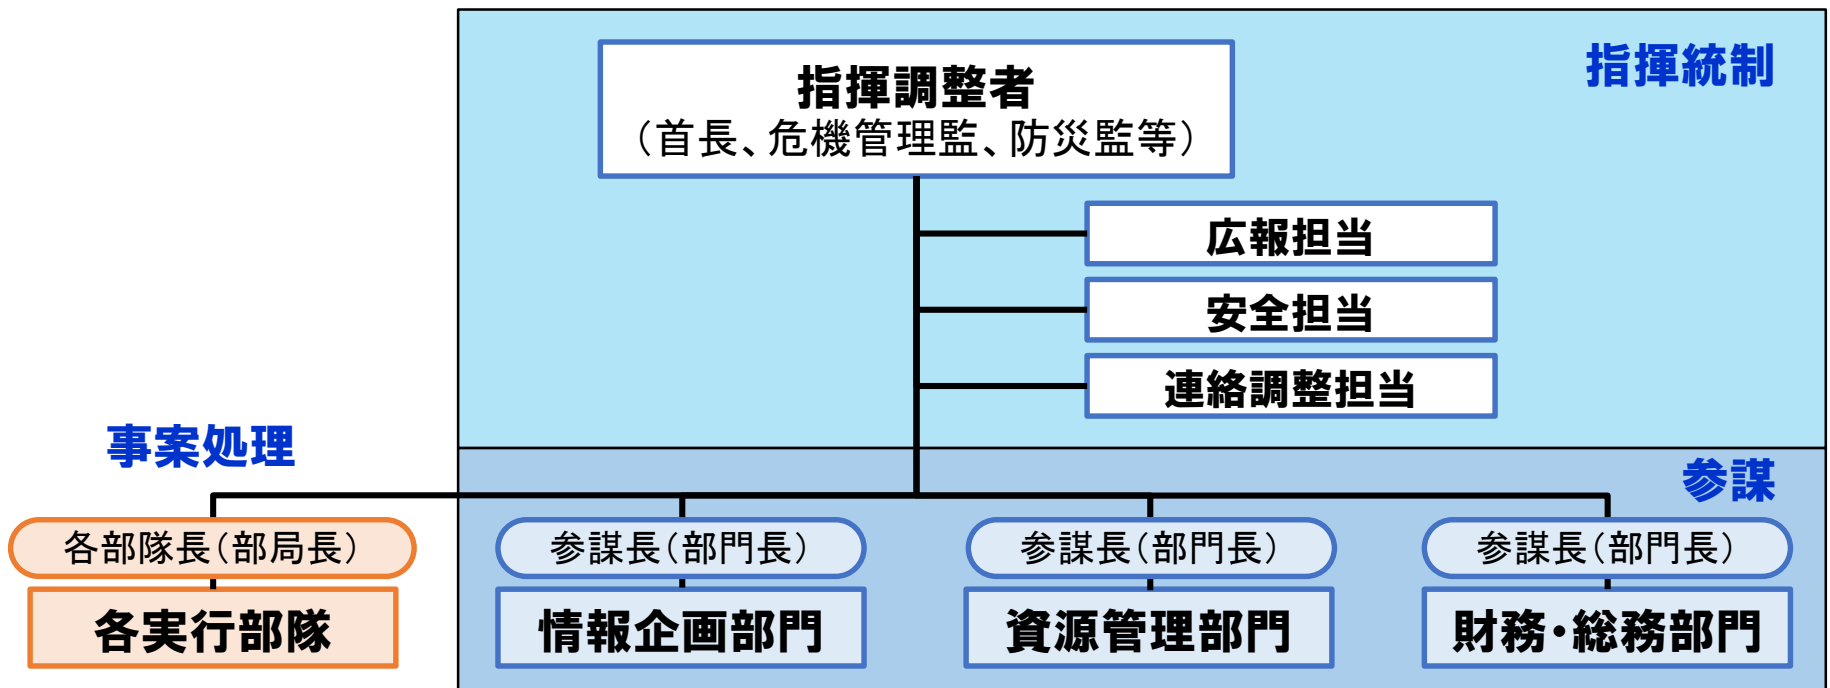 指揮統制
指揮調整者
（首長、危機管理監、防災監等）
広報担当
安全担当
連絡調整担当
事案処理
参謀
各部隊長（部局長）
参謀長（部門長）
参謀長（部門長）
参謀長（部門長）
各実行部隊
情報企画部門
資源管理部門
財務・総務部門